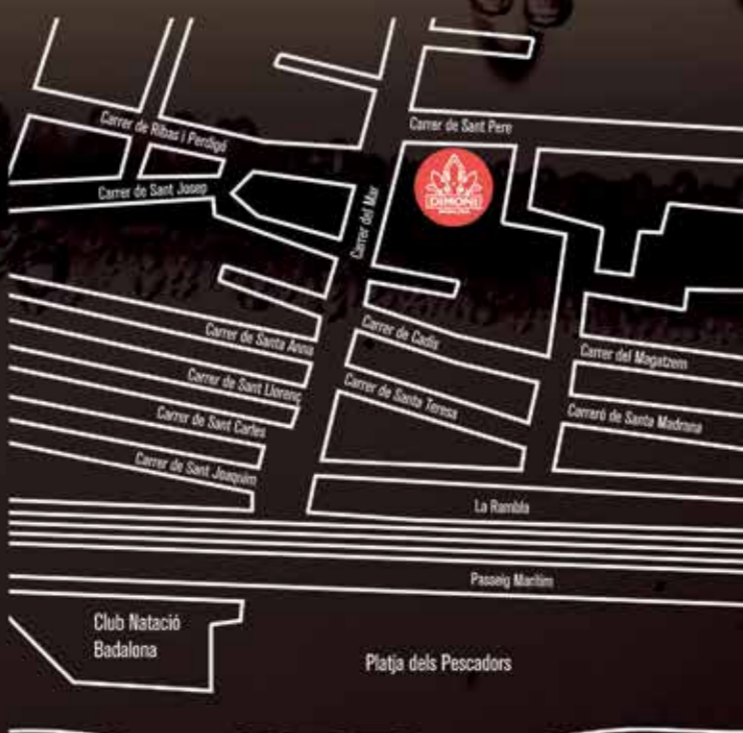 Carrer de Sant Pere
Carrer de Ribas i Perdigó
Carrer de Sant Josep
Carrer del Mar
DIMONI
Carrer de Santa Anna
Carrer de Cadis
Carrer del Magatzem
Carrer de Sant Llorenç
Carrer de Santa Teresa
Carreró de Santa Madrona
Carrer de Sant Carles
Carrer de Sant Joaquim
La Rambla
Passeig Marítim
Club Natació
Badalona
Platja dels Pescadors